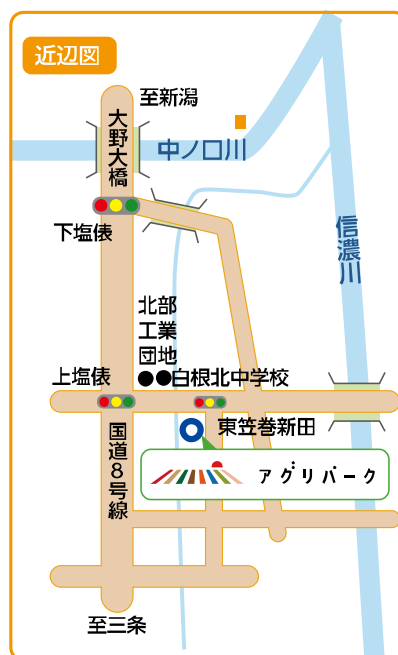 近辺図
至新潟
大野大橋
中ノ口川
下塩俵
信濃川
北部
工業
団地
上塩俵
●●白根北中学校
東笠巻新田
国道8号線
アグリパーク
至三条